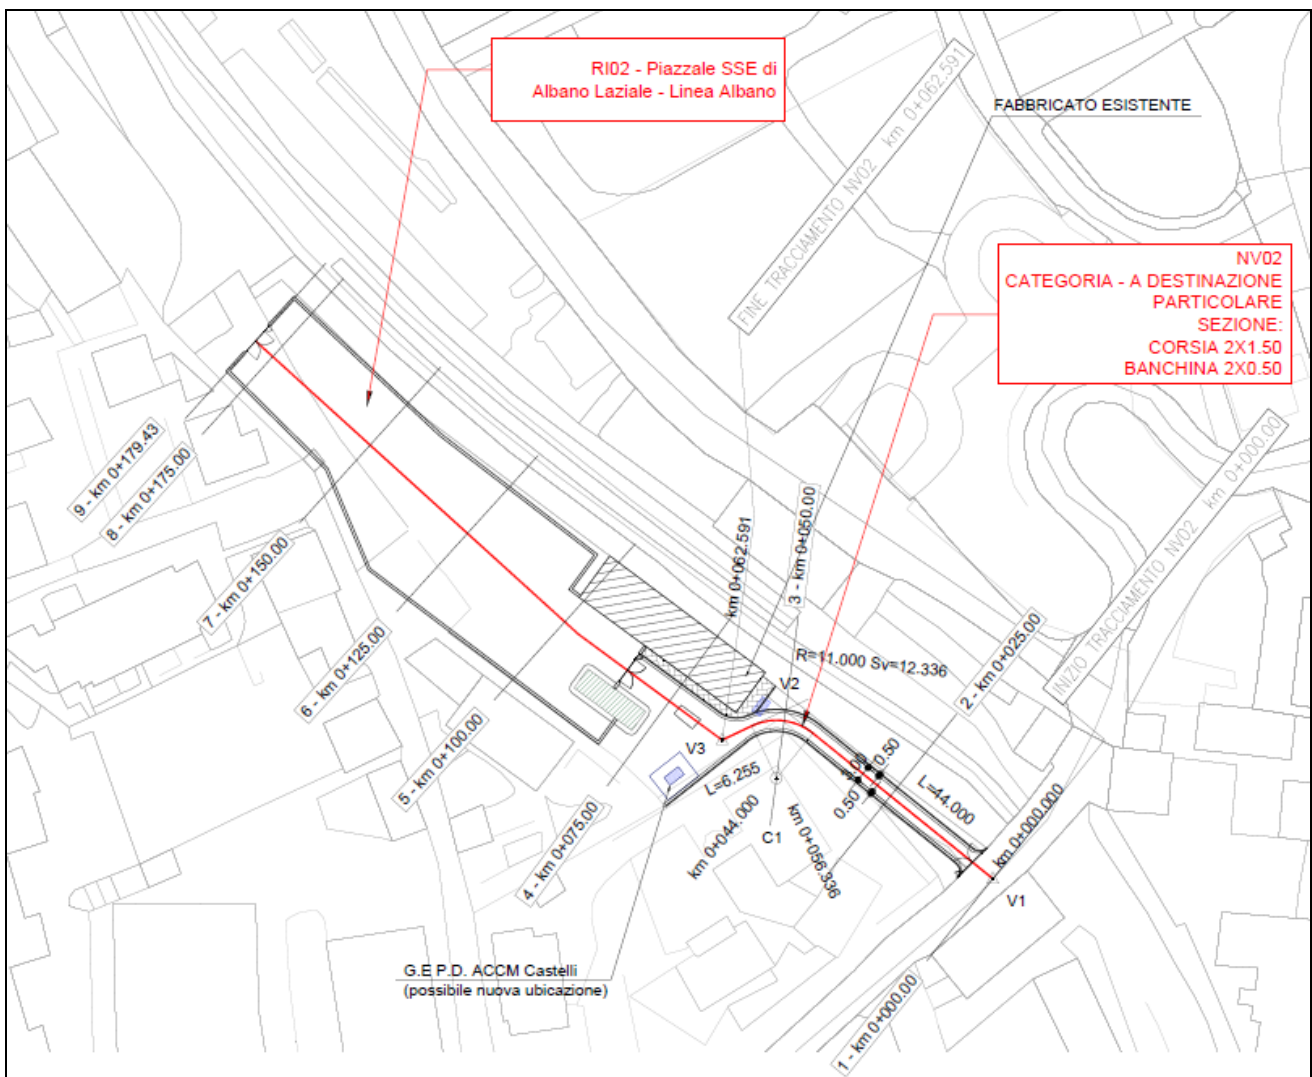 RI02 - Piazzale SSE di
Albano Laziale - Linea Albano
FINE TRACCIAMENTO NV02 km 0+062.591
FABBRICATO ESISTENTE
NV02
CATEGORIA - A DESTINAZIONE
PARTICOLARE
SEZIONE:
CORSIA 2X1.50
BANCHINA 2X0.50
INIZIO TRACCIAMENTO NV02 km 0+000.00
9 - km 0+179.43
8 - km 0+175.00
7 - km 0+150.00
6 - km 0+125.00
5 - km 0+100.00
4 - km 0+075.00
km 0+062.591
3 - km 0+050.00
2 - km 0+025.00
R=11.000 Sv=12.336
V2
V3
L=6.255
km 0+044.000
C1
km 0+056.336
0.50
0.50
L=44.000
km 0+000.000
V1
1 - km 0+000.00
G.E P.D. ACCM Castelli
(possibile nuova ubicazione)